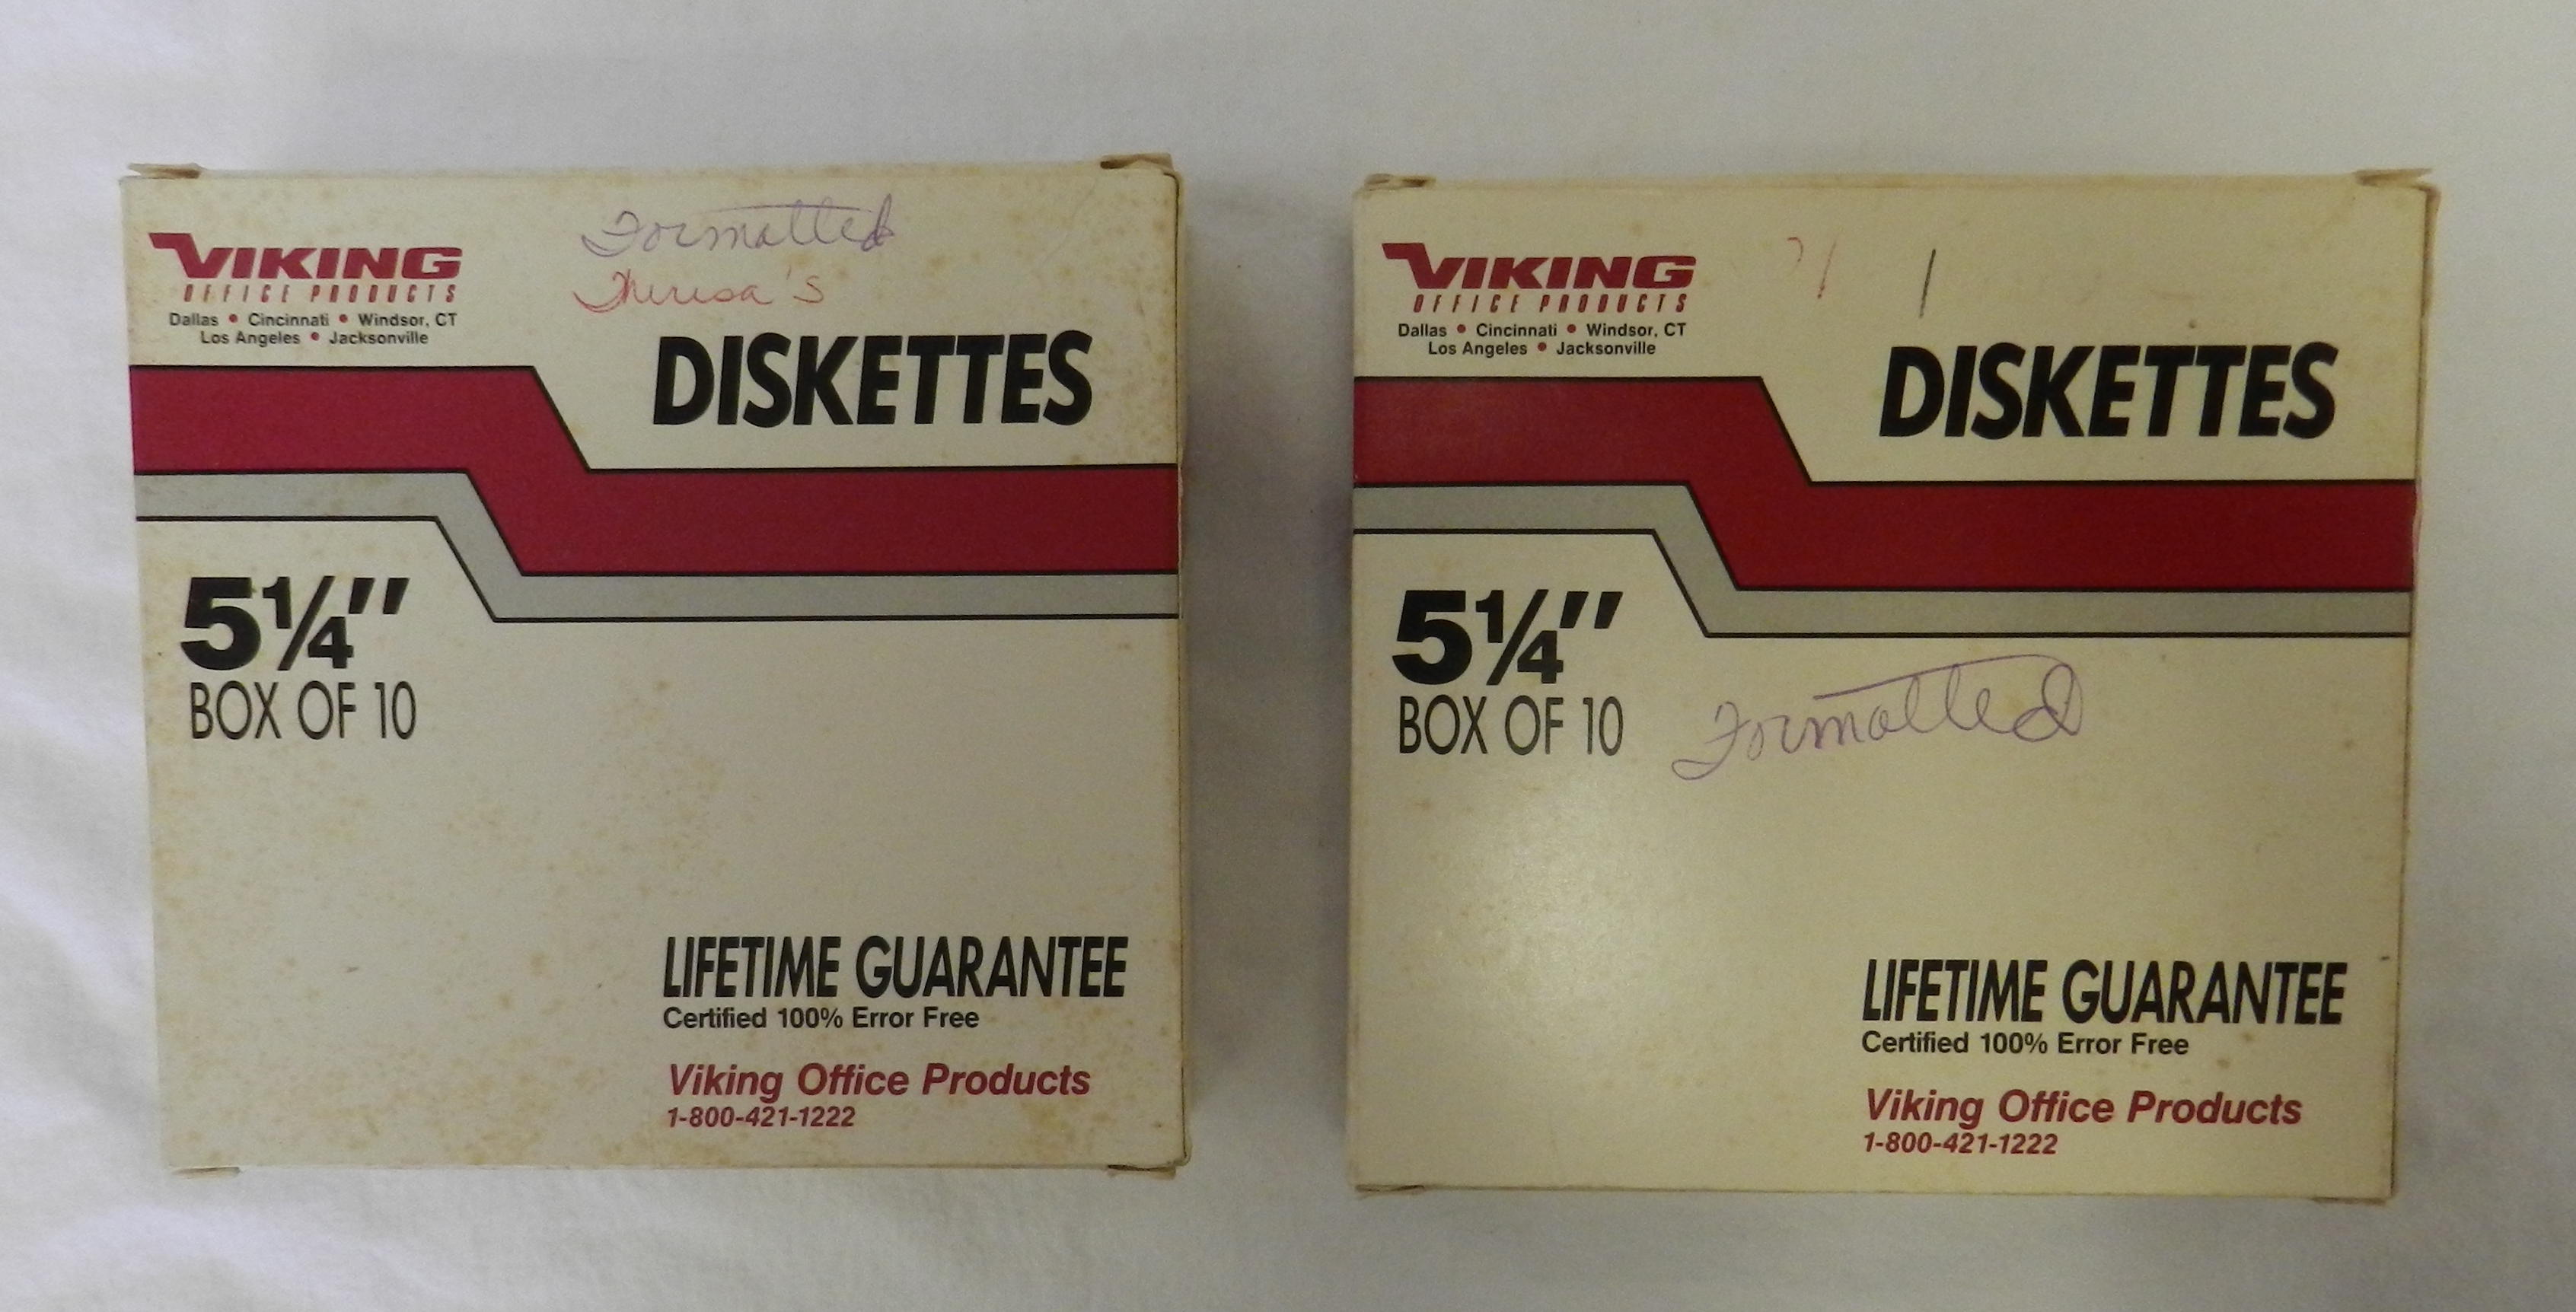 Formatted
Theresa's
VIKING
OFFICE PRODUCTS
Dallas • Cincinnati • Windsor, CT
Los Angeles • Jacksonville
DISKETTES
5¼"
BOX OF 10
LIFETIME GUARANTEE
Certified 100% Error Free
Viking Office Products
1-800-421-1222
VIKING
OFFICE PRODUCTS
Dallas • Cincinnati • Windsor, CT
Los Angeles • Jacksonville
DISKETTES
5¼"
BOX OF 10
Formatted
LIFETIME GUARANTEE
Certified 100% Error Free
Viking Office Products
1-800-421-1222